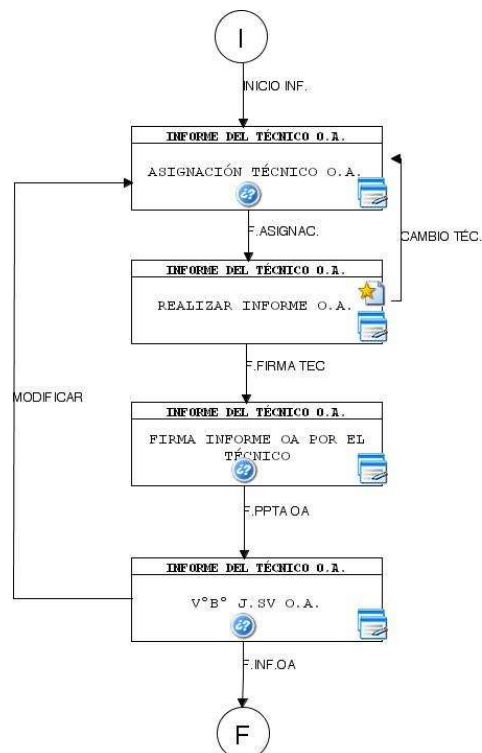 I
INICIO INF.
INFORME DEL TÉCNICO O.A.
ASIGNACIÓN TÉCNICO O.A.
¿?
F.ASIGNAC.
CAMBIO TÉC.
INFORME DEL TÉCNICO O.A.
REALIZAR INFORME O.A.
F.FIRMA TEC
MODIFICAR
INFORME DEL TÉCNICO O.A.
FIRMA INFORME OA POR EL
TÉCNICO
¿?
F.PPTA OA
INFORME DEL TÉCNICO O.A.
VºBº J.SV O.A.
¿?
F.INF.OA
F